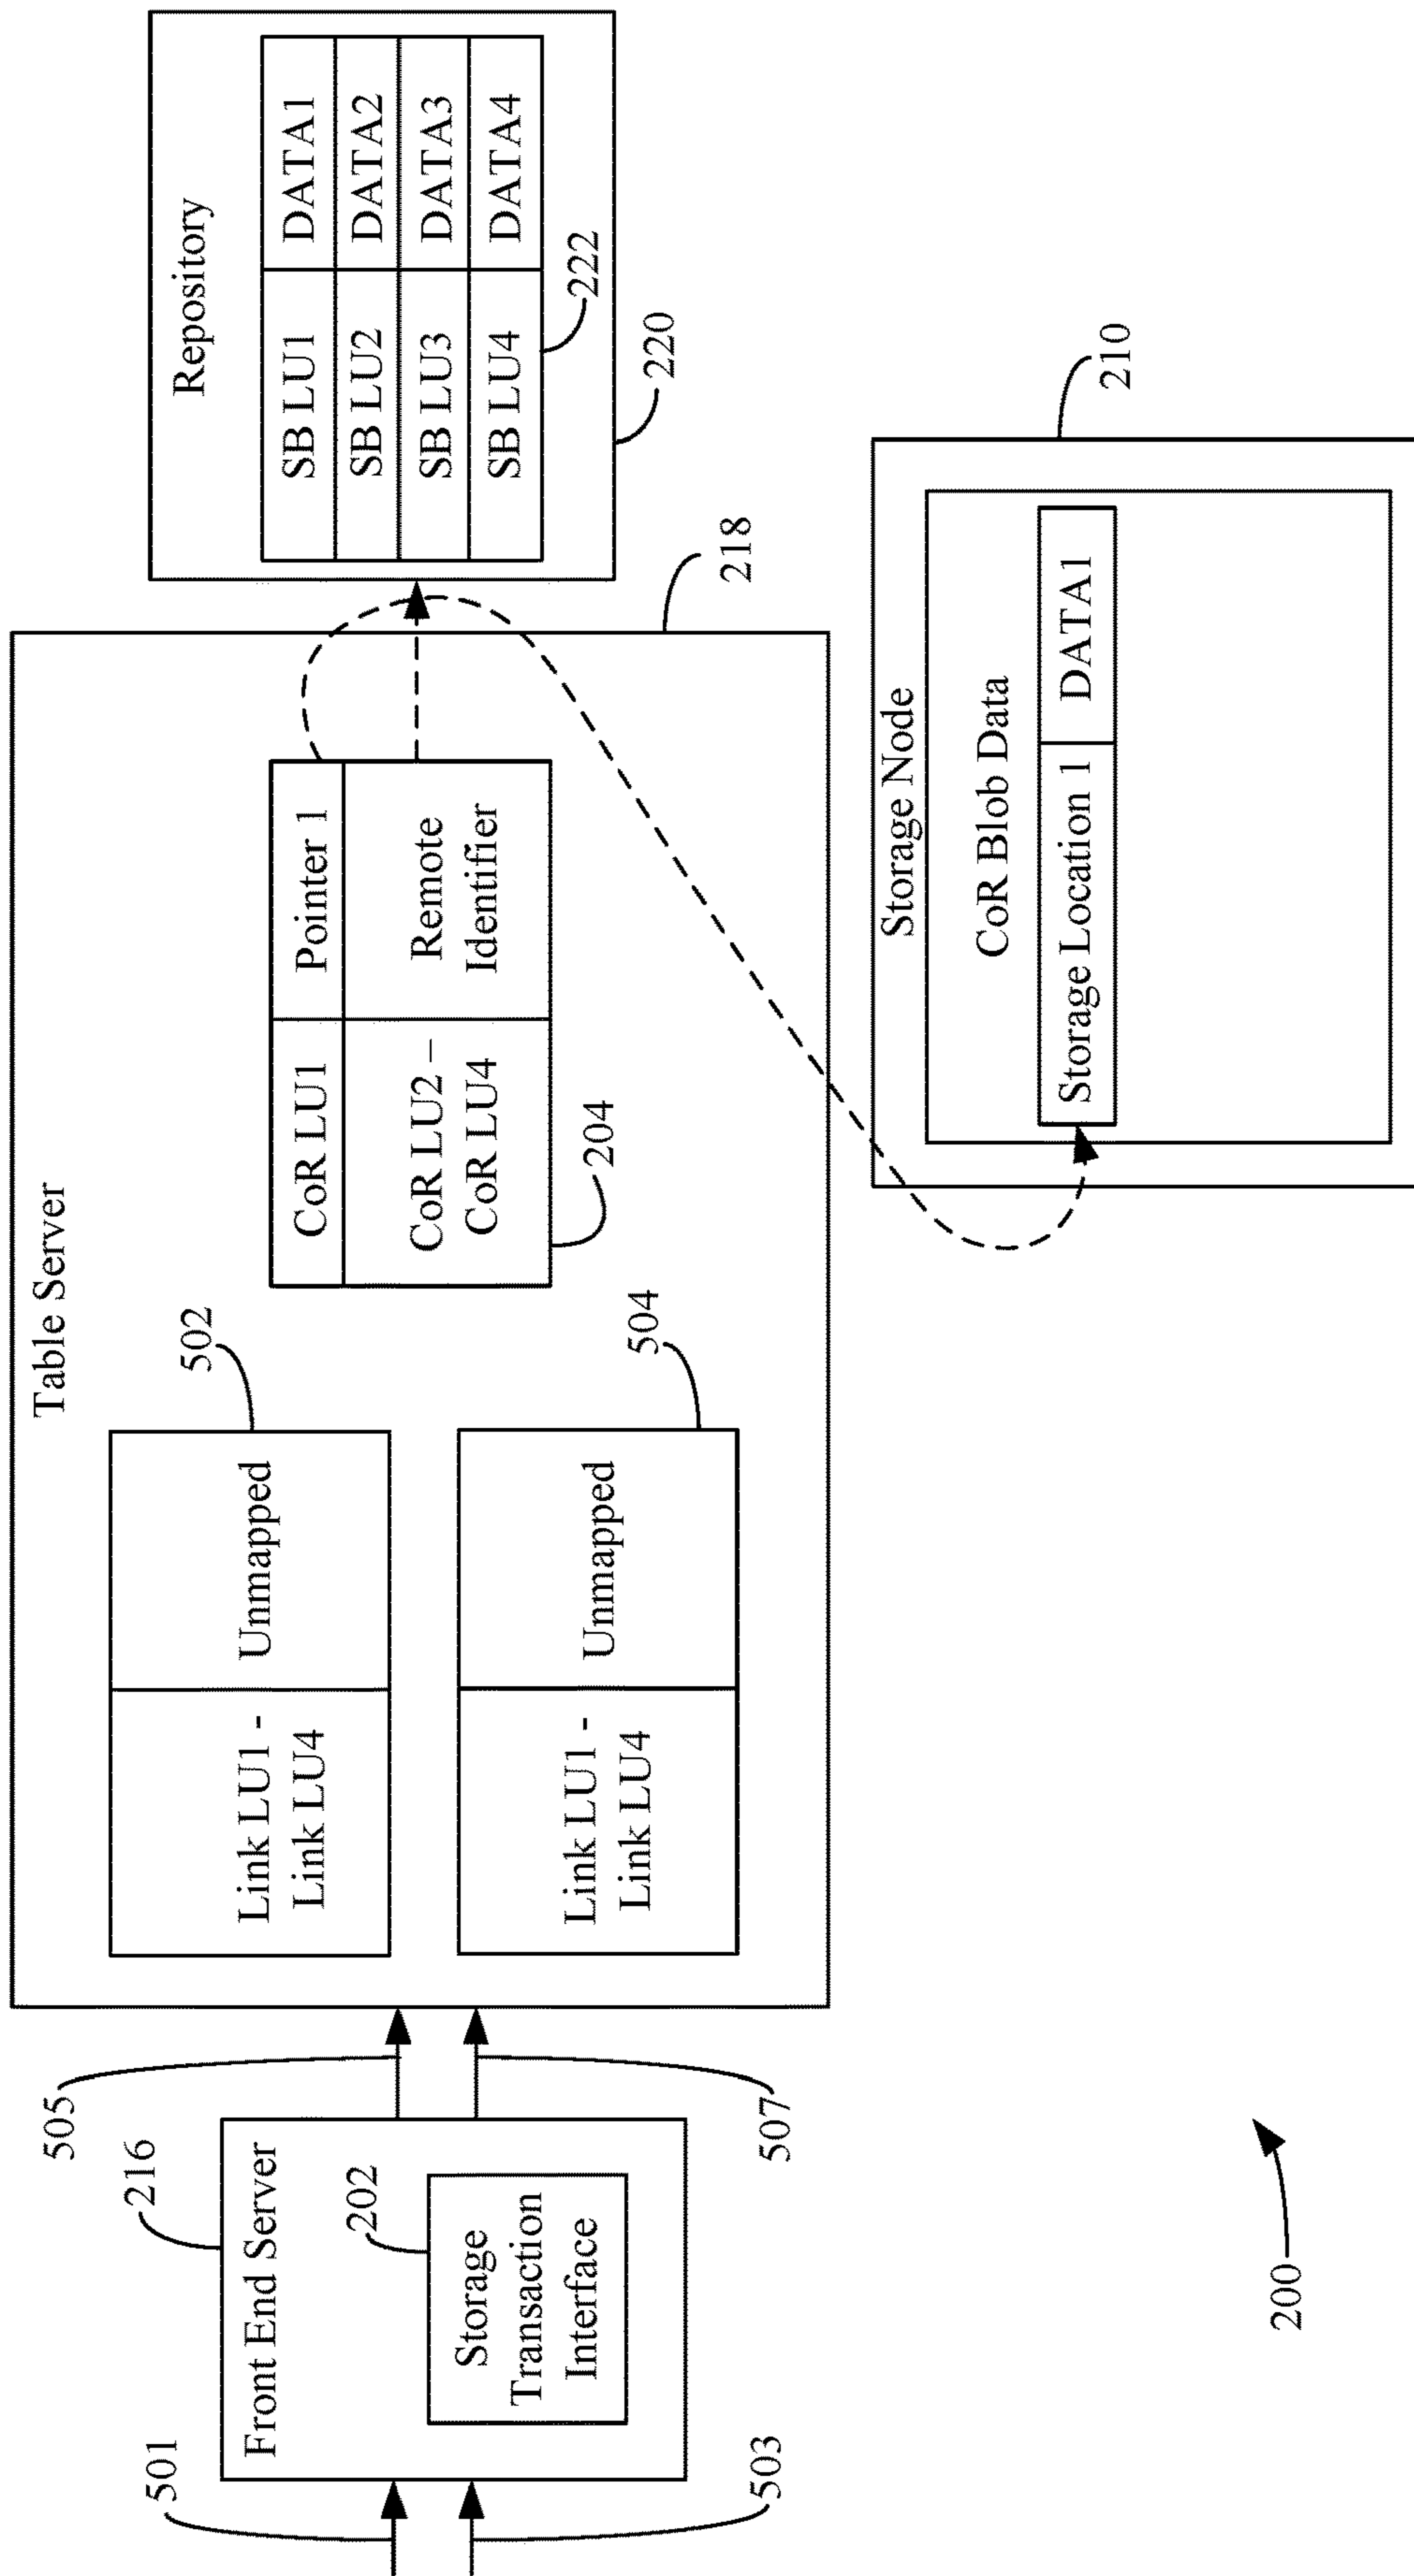 501
503
216
Front End Server
202
Storage
Transaction
Interface
505
507
Table Server
502
Link LU1 -
Link LU4
Unmapped
504
Link LU1 -
Link LU4
Unmapped
CoR LU1
Pointer 1
CoR LU2 –
CoR LU4
Remote
Identifier
204
218
Repository
SB LU1
DATA1
SB LU2
DATA2
SB LU3
DATA3
SB LU4
DATA4
222
220
Storage Node
CoR Blob Data
Storage Location 1
DATA1
210
200